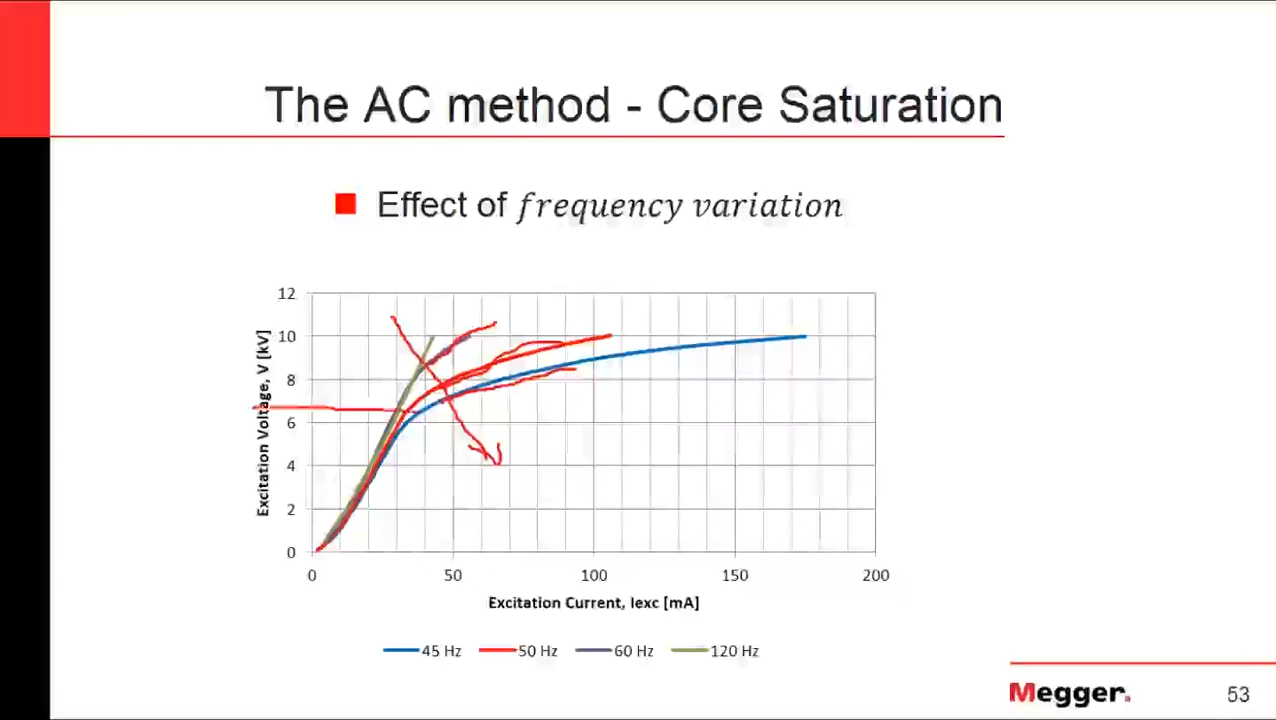 The AC method - Core Saturation
Effect of frequency variation
12
10
8
6
4
2
0
Excitation Voltage, V [kV]
0 50 100 150 200
Excitation Current, Iexc [mA]
45 Hz 50 Hz 60 Hz 120 Hz
Megger.
53